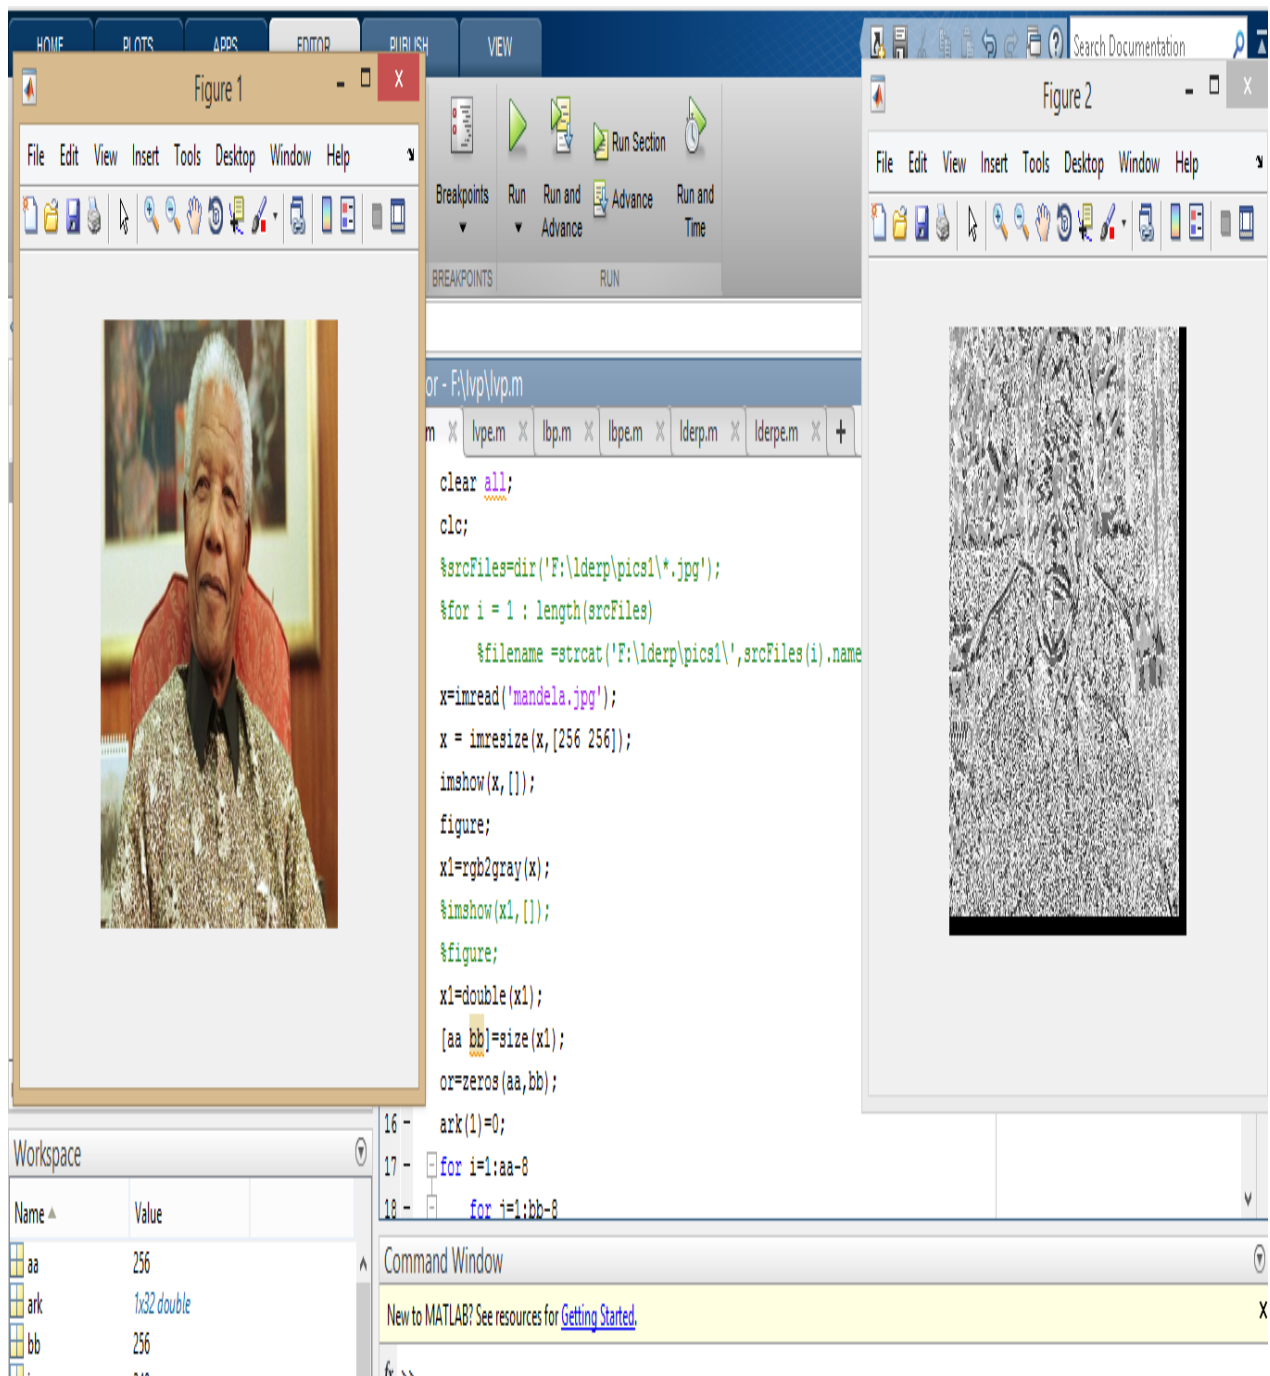 HOME PLOTS APPS EDITOR PUBLISH VIEW
Search Documentation
Figure 1
File Edit View Insert Tools Desktop Window Help
Breakpoints
Run
Run and Advance
Run Section
Advance
Run and Time
BREAKPOINTS
RUN
Figure 2
File Edit View Insert Tools Desktop Window Help
or - F:\lvp\lvp.m
m lvpe.m lbp.m lbpe.m lderp.m lderpe.m +
clear all;
clc;
%srcFiles=dir('F:\lderp\pics1\*.jpg');
%for i = 1 : length(srcFiles)
%filename =strcat('F:\lderp\pics1\',srcFiles(i).name
x=imread('mandela.jpg');
x = imresize(x,[256 256]);
imshow(x,[]);
figure;
x1=rgb2gray(x);
%imshow(x1,[]);
%figure;
x1=double(x1);
[aa bb]=size(x1);
or=zeros(aa,bb);
16 - ark(1)=0;
17 - for i=1:aa-8
18 - for j=1:bb-8
Workspace
Name Value
aa 256
ark 1x32 double
bb 256
Command Window
New to MATLAB? See resources for Getting Started.
fx >>